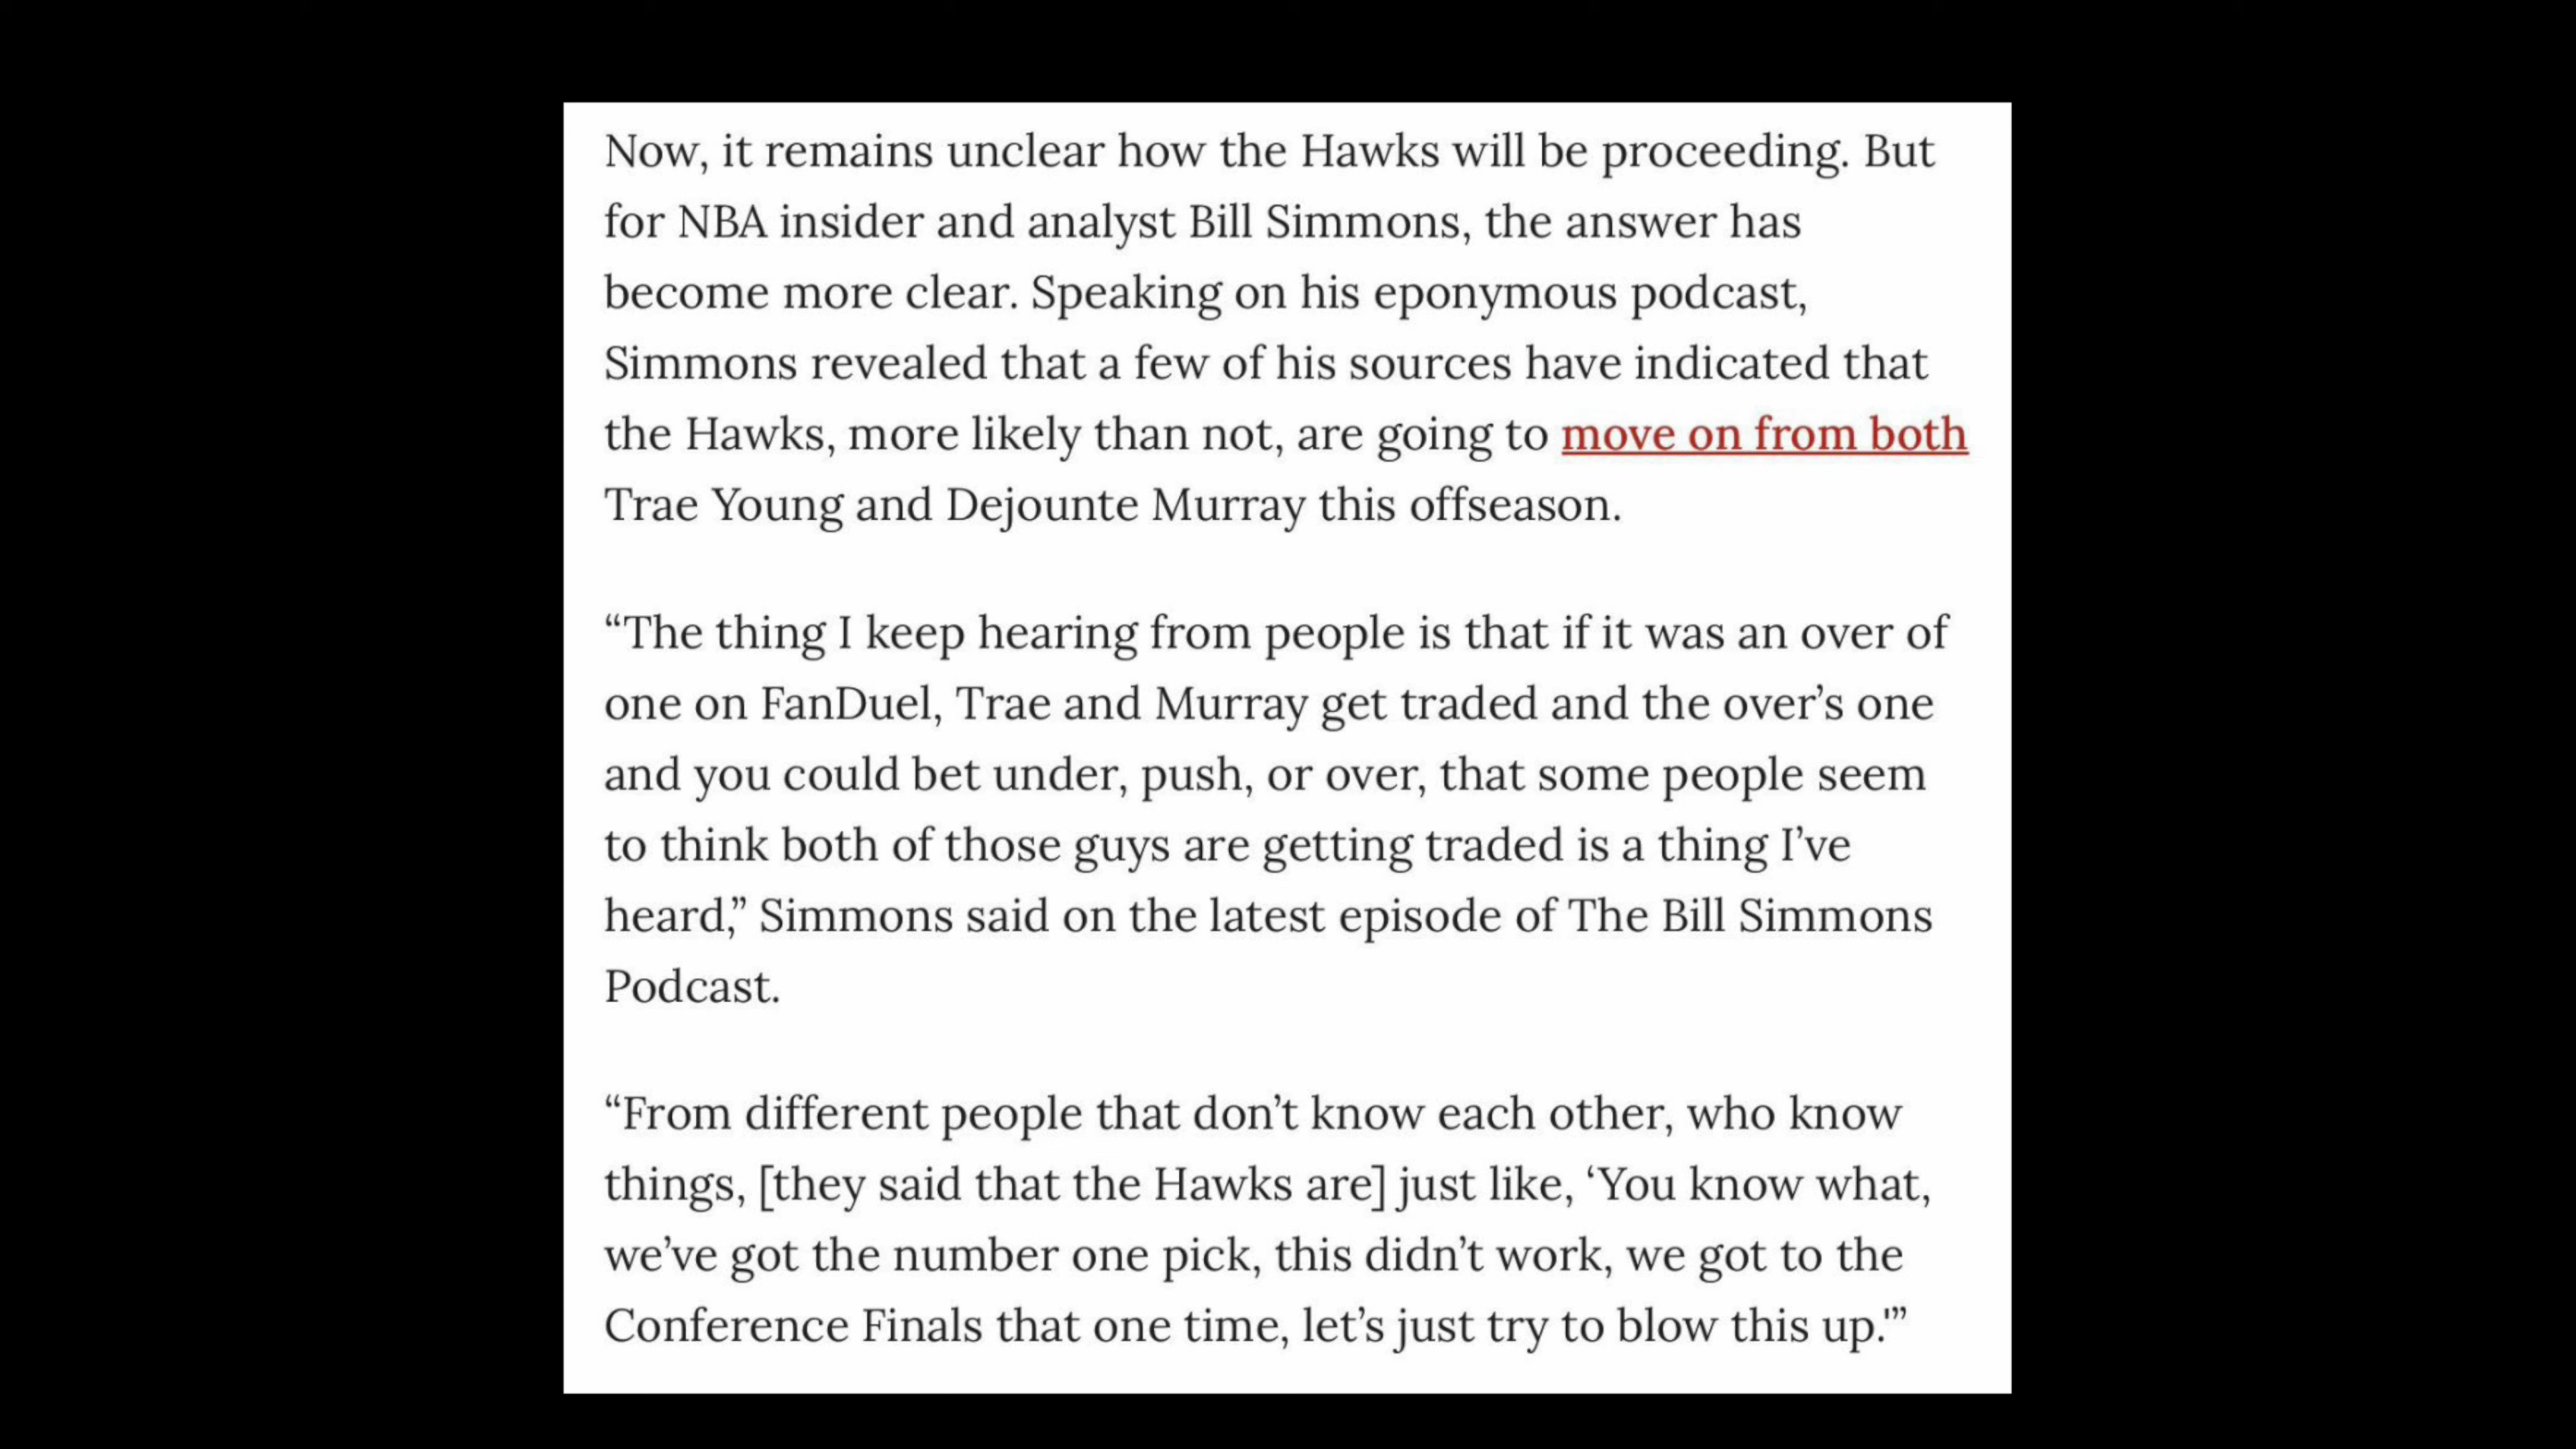 Now, it remains unclear how the Hawks will be proceeding. But
for NBA insider and analyst Bill Simmons, the answer has
become more clear. Speaking on his eponymous podcast,
Simmons revealed that a few of his sources have indicated that
the Hawks, more likely than not, are going to move on from both
Trae Young and Dejounte Murray this offseason.
“The thing I keep hearing from people is that if it was an over of
one on FanDuel, Trae and Murray get traded and the over’s one
and you could bet under, push, or over, that some people seem
to think both of those guys are getting traded is a thing I’ve
heard,” Simmons said on the latest episode of The Bill Simmons
Podcast.
“From different people that don’t know each other, who know
things, [they said that the Hawks are] just like, ‘You know what,
we’ve got the number one pick, this didn’t work, we got to the
Conference Finals that one time, let’s just try to blow this up.'”